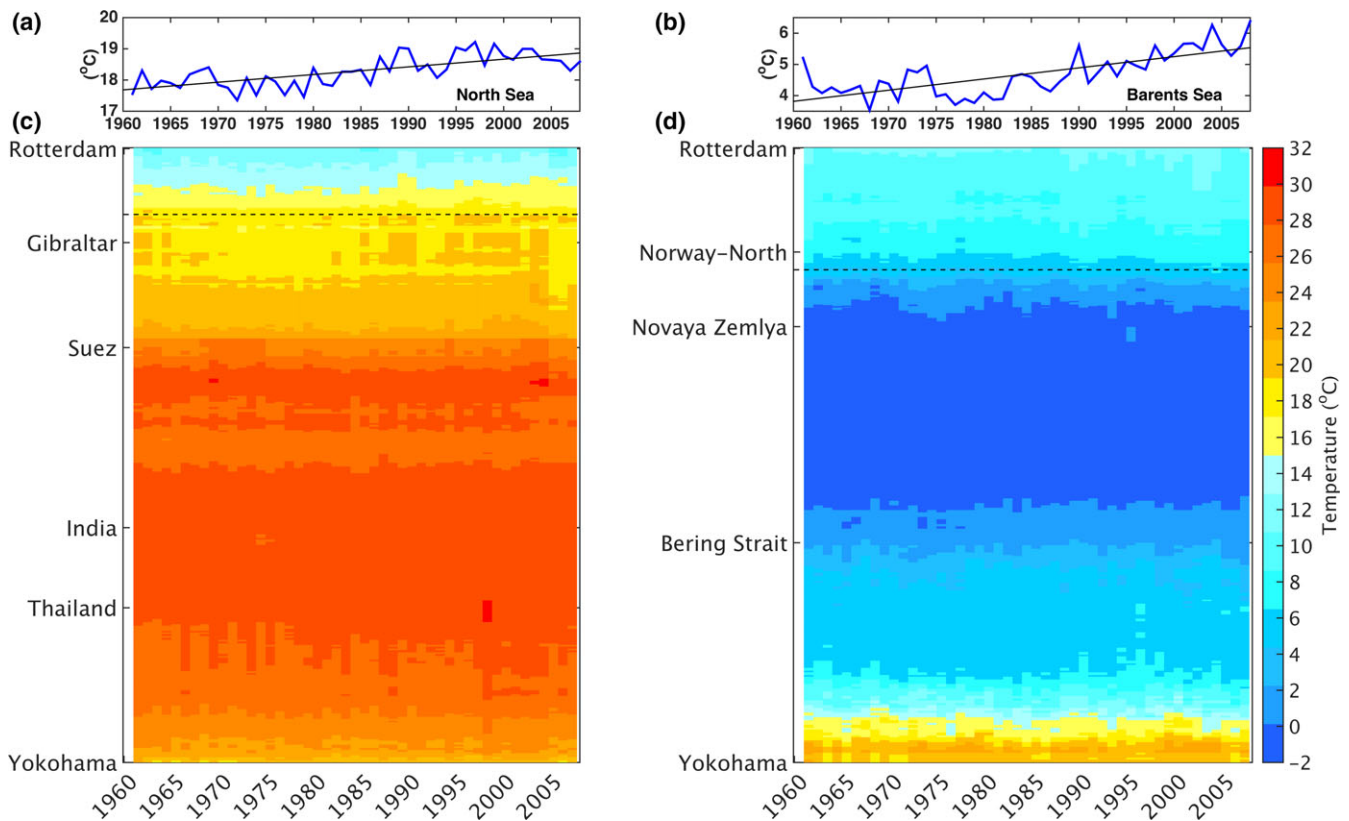 (a)
20
19
18
17
(°C)
North Sea
1960 1965 1970 1975 1980 1985 1990 1995 2000 2005
(b)
6
5
4
(°C)
Barents Sea
1960 1965 1970 1975 1980 1985 1990 1995 2000 2005
(c)
Rotterdam
Gibraltar
Suez
India
Thailand
Yokohama
1960 1965 1970 1975 1980 1985 1990 1995 2000 2005
(d)
Rotterdam
Norway–North
Novaya Zemlya
Bering Strait
Yokohama
1960 1965 1970 1975 1980 1985 1990 1995 2000 2005
32
30
28
26
24
22
20
18
16
14
12
10
8
6
4
2
0
−2
Temperature (°C)